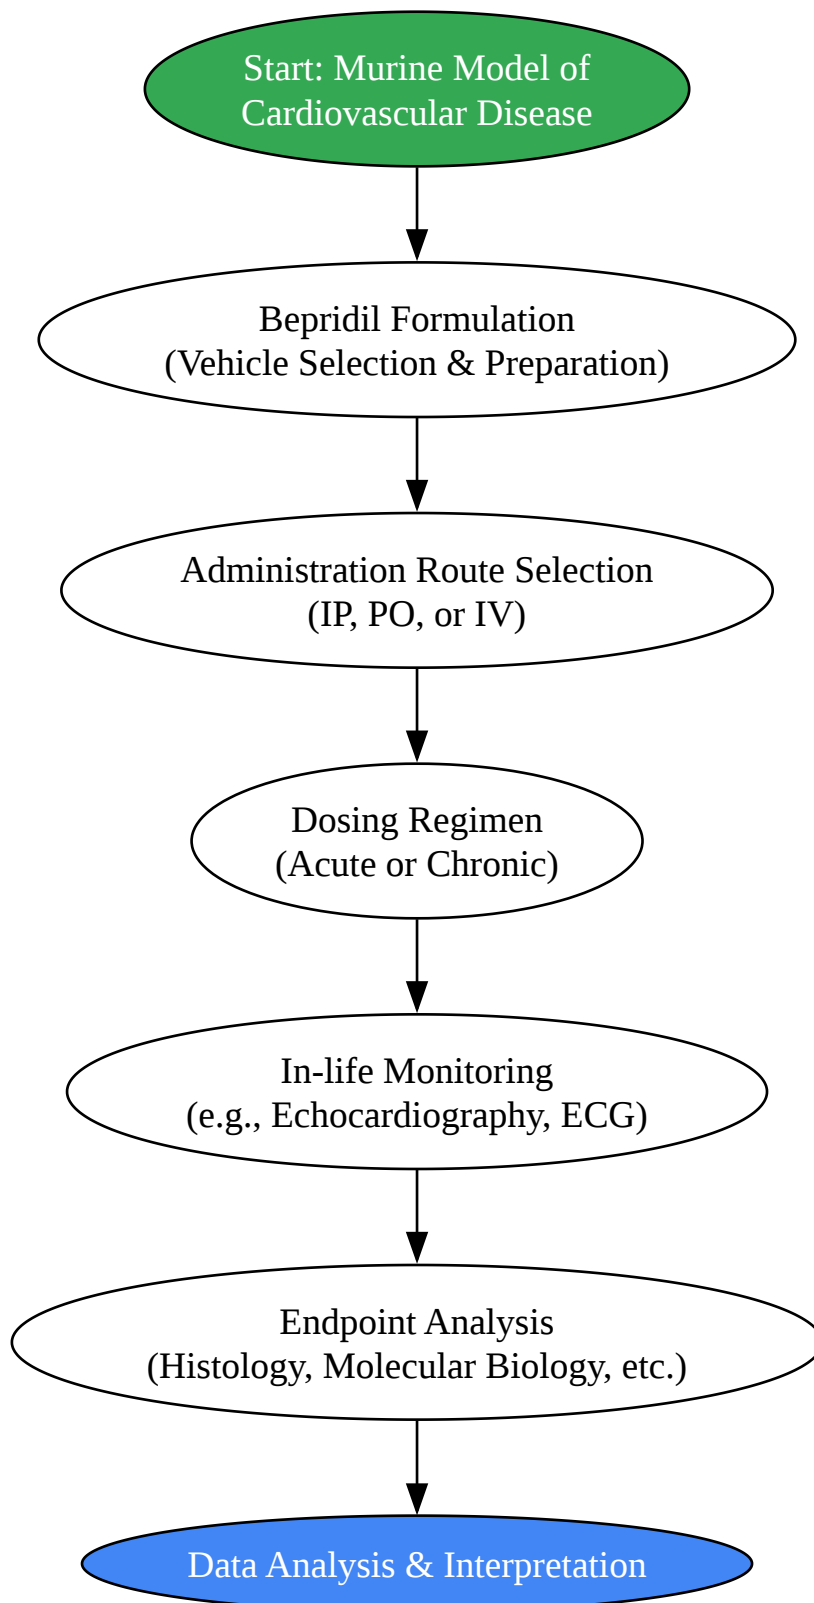 Start: Murine Model of
Cardiovascular Disease
Bepridil Formulation
(Vehicle Selection & Preparation)
Administration Route Selection
(IP, PO, or IV)
Dosing Regimen
(Acute or Chronic)
In-life Monitoring
(e.g., Echocardiography, ECG)
Endpoint Analysis
(Histology, Molecular Biology, etc.)
Data Analysis & Interpretation